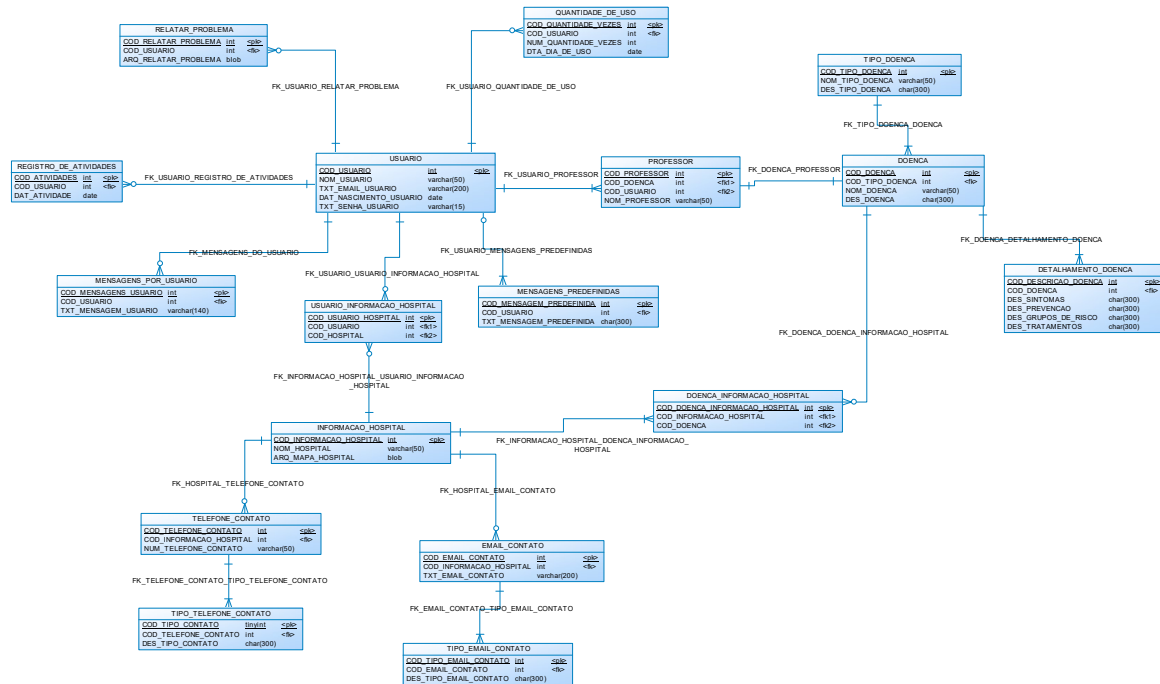 RELATAR_PROBLEMA
COD_RELATAR_PROBLEMA int <pk>
COD_USUARIO int <fk>
ARQ_RELATAR_PROBLEMA blob
QUANTIDADE_DE_USO
COD_QUANTIDADE_VEZES int <pk>
COD_USUARIO int <fk>
NUM_QUANTIDADE_VEZES int
DTA_DIA_DE_USO date
TIPO_DOENCA
COD_TIPO_DOENCA int <pk>
NOM_TIPO_DOENCA varchar(50)
DES_TIPO_DOENCA char(300)
FK_USUARIO_RELATAR_PROBLEMA
FK_USUARIO_QUANTIDADE_DE_USO
FK_TIPO_DOENCA_DOENCA
REGISTRO_DE_ATIVIDADES
COD_ATIVIDADES int <pk>
COD_USUARIO int <fk>
DAT_ATIVIDADE date
FK_USUARIO_REGISTRO_DE_ATIVIDADES
USUARIO
COD_USUARIO int <pk>
NOM_USUARIO varchar(50)
TXT_EMAIL_USUARIO varchar(200)
DAT_NASCIMENTO_USUARIO date
TXT_SENHA_USUARIO varchar(15)
FK_USUARIO_PROFESSOR
PROFESSOR
COD_PROFESSOR int <pk>
COD_DOENCA int <fk1>
COD_USUARIO int <fk2>
NOM_PROFESSOR varchar(50)
FK_DOENCA_PROFESSOR
DOENCA
COD_DOENCA int <pk>
COD_TIPO_DOENCA int <fk>
NOM_DOENCA varchar(50)
DES_DOENCA char(300)
FK_MENSAGENS_DO_USUARIO
FK_USUARIO_MENSAGENS_PREDEFINIDAS
FK_DOENCA_DETALHAMENTO_DOENCA
FK_USUARIO_USUARIO_INFORMACAO_HOSPITAL
MENSAGENS_POR_USUARIO
COD_MENSAGENS_USUARIO int <pk>
COD_USUARIO int <fk>
TXT_MENSAGEM_USUARIO varchar(140)
USUARIO_INFORMACAO_HOSPITAL
COD_USUARIO_HOSPITAL int <pk>
COD_USUARIO int <fk1>
COD_HOSPITAL int <fk2>
MENSAGENS_PREDEFINIDAS
COD_MENSAGEM_PREDEFINIDA int <pk>
COD_USUARIO int <fk>
TXT_MENSAGEM_PREDEFINIDA char(300)
DETALHAMENTO_DOENCA
COD_DESCRICAO_DOENCA int <pk>
COD_DOENCA int <fk>
DES_SINTOMAS char(300)
DES_PREVENCAO char(300)
DES_GRUPOS_DE_RISCO char(300)
DES_TRATAMENTOS char(300)
FK_DOENCA_DOENCA_INFORMACAO_HOSPITAL
FK_INFORMACAO_HOSPITAL_USUARIO_INFORMACAO
_HOSPITAL
DOENCA_INFORMACAO_HOSPITAL
COD_DOENCA_INFORMACAO_HOSPITAL int <pk>
COD_INFORMACAO_HOSPITAL int <fk1>
COD_DOENCA int <fk2>
INFORMACAO_HOSPITAL
COD_INFORMACAO_HOSPITAL int <pk>
NOM_HOSPITAL varchar(50)
ARQ_MAPA_HOSPITAL blob
FK_INFORMACAO_HOSPITAL_DOENCA_INFORMACAO_
HOSPITAL
FK_HOSPITAL_TELEFONE_CONTATO
FK_HOSPITAL_EMAIL_CONTATO
TELEFONE_CONTATO
COD_TELEFONE_CONTATO int <pk>
COD_INFORMACAO_HOSPITAL int <fk>
NUM_TELEFONE_CONTATO varchar(50)
EMAIL_CONTATO
COD_EMAIL_CONTATO int <pk>
COD_INFORMACAO_HOSPITAL int <fk>
TXT_EMAIL_CONTATO varchar(200)
FK_TELEFONE_CONTATO_TIPO_TELEFONE_CONTATO
FK_EMAIL_CONTATO_TIPO_EMAIL_CONTATO
TIPO_TELEFONE_CONTATO
COD_TIPO_CONTATO tinyint <pk>
COD_TELEFONE_CONTATO int <fk>
DES_TIPO_CONTATO char(300)
TIPO_EMAIL_CONTATO
COD_TIPO_EMAIL_CONTATO int <pk>
COD_EMAIL_CONTATO int <fk>
DES_TIPO_EMAIL_CONTATO char(300)